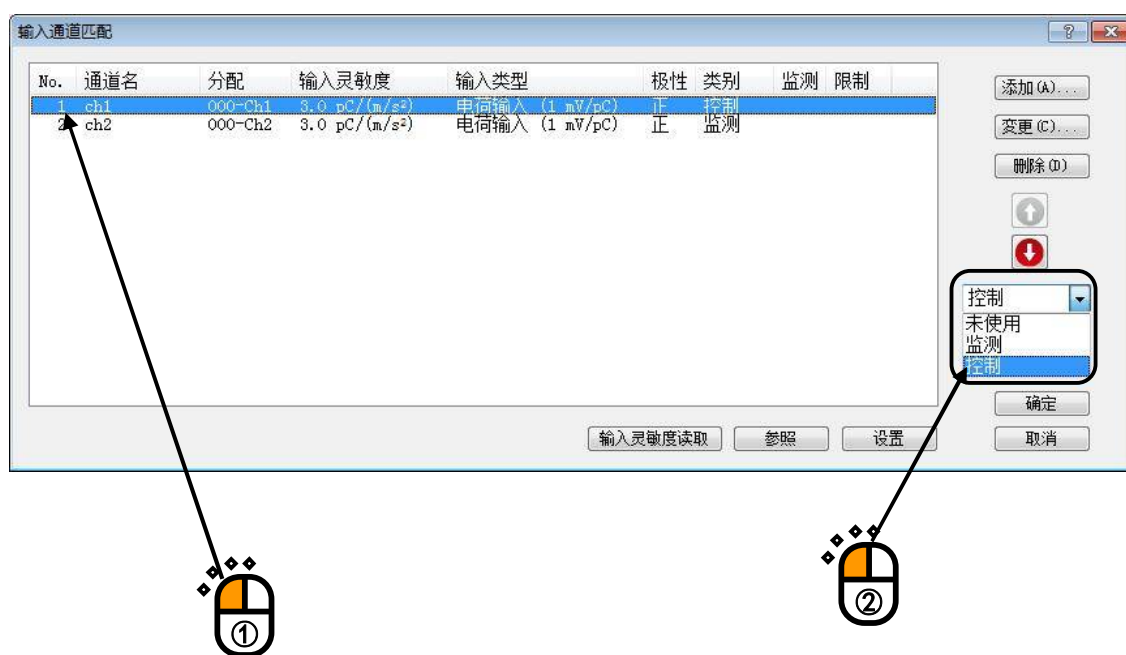 输入通道匹配
No. 通道名 分配 输入灵敏度 输入类型 极性 类别 监测 限制
1 ch1 000-Ch1 3.0 pC/(m/s²) 电荷输入 (1 mV/pC) 正 控制
2 ch2 000-Ch2 3.0 pC/(m/s²) 电荷输入 (1 mV/pC) 正 监测
添加(A)...
变更(C)...
删除(D)
控制
未使用
监测
控制
确定
输入灵敏度读取 参照 设置 取消
①
②